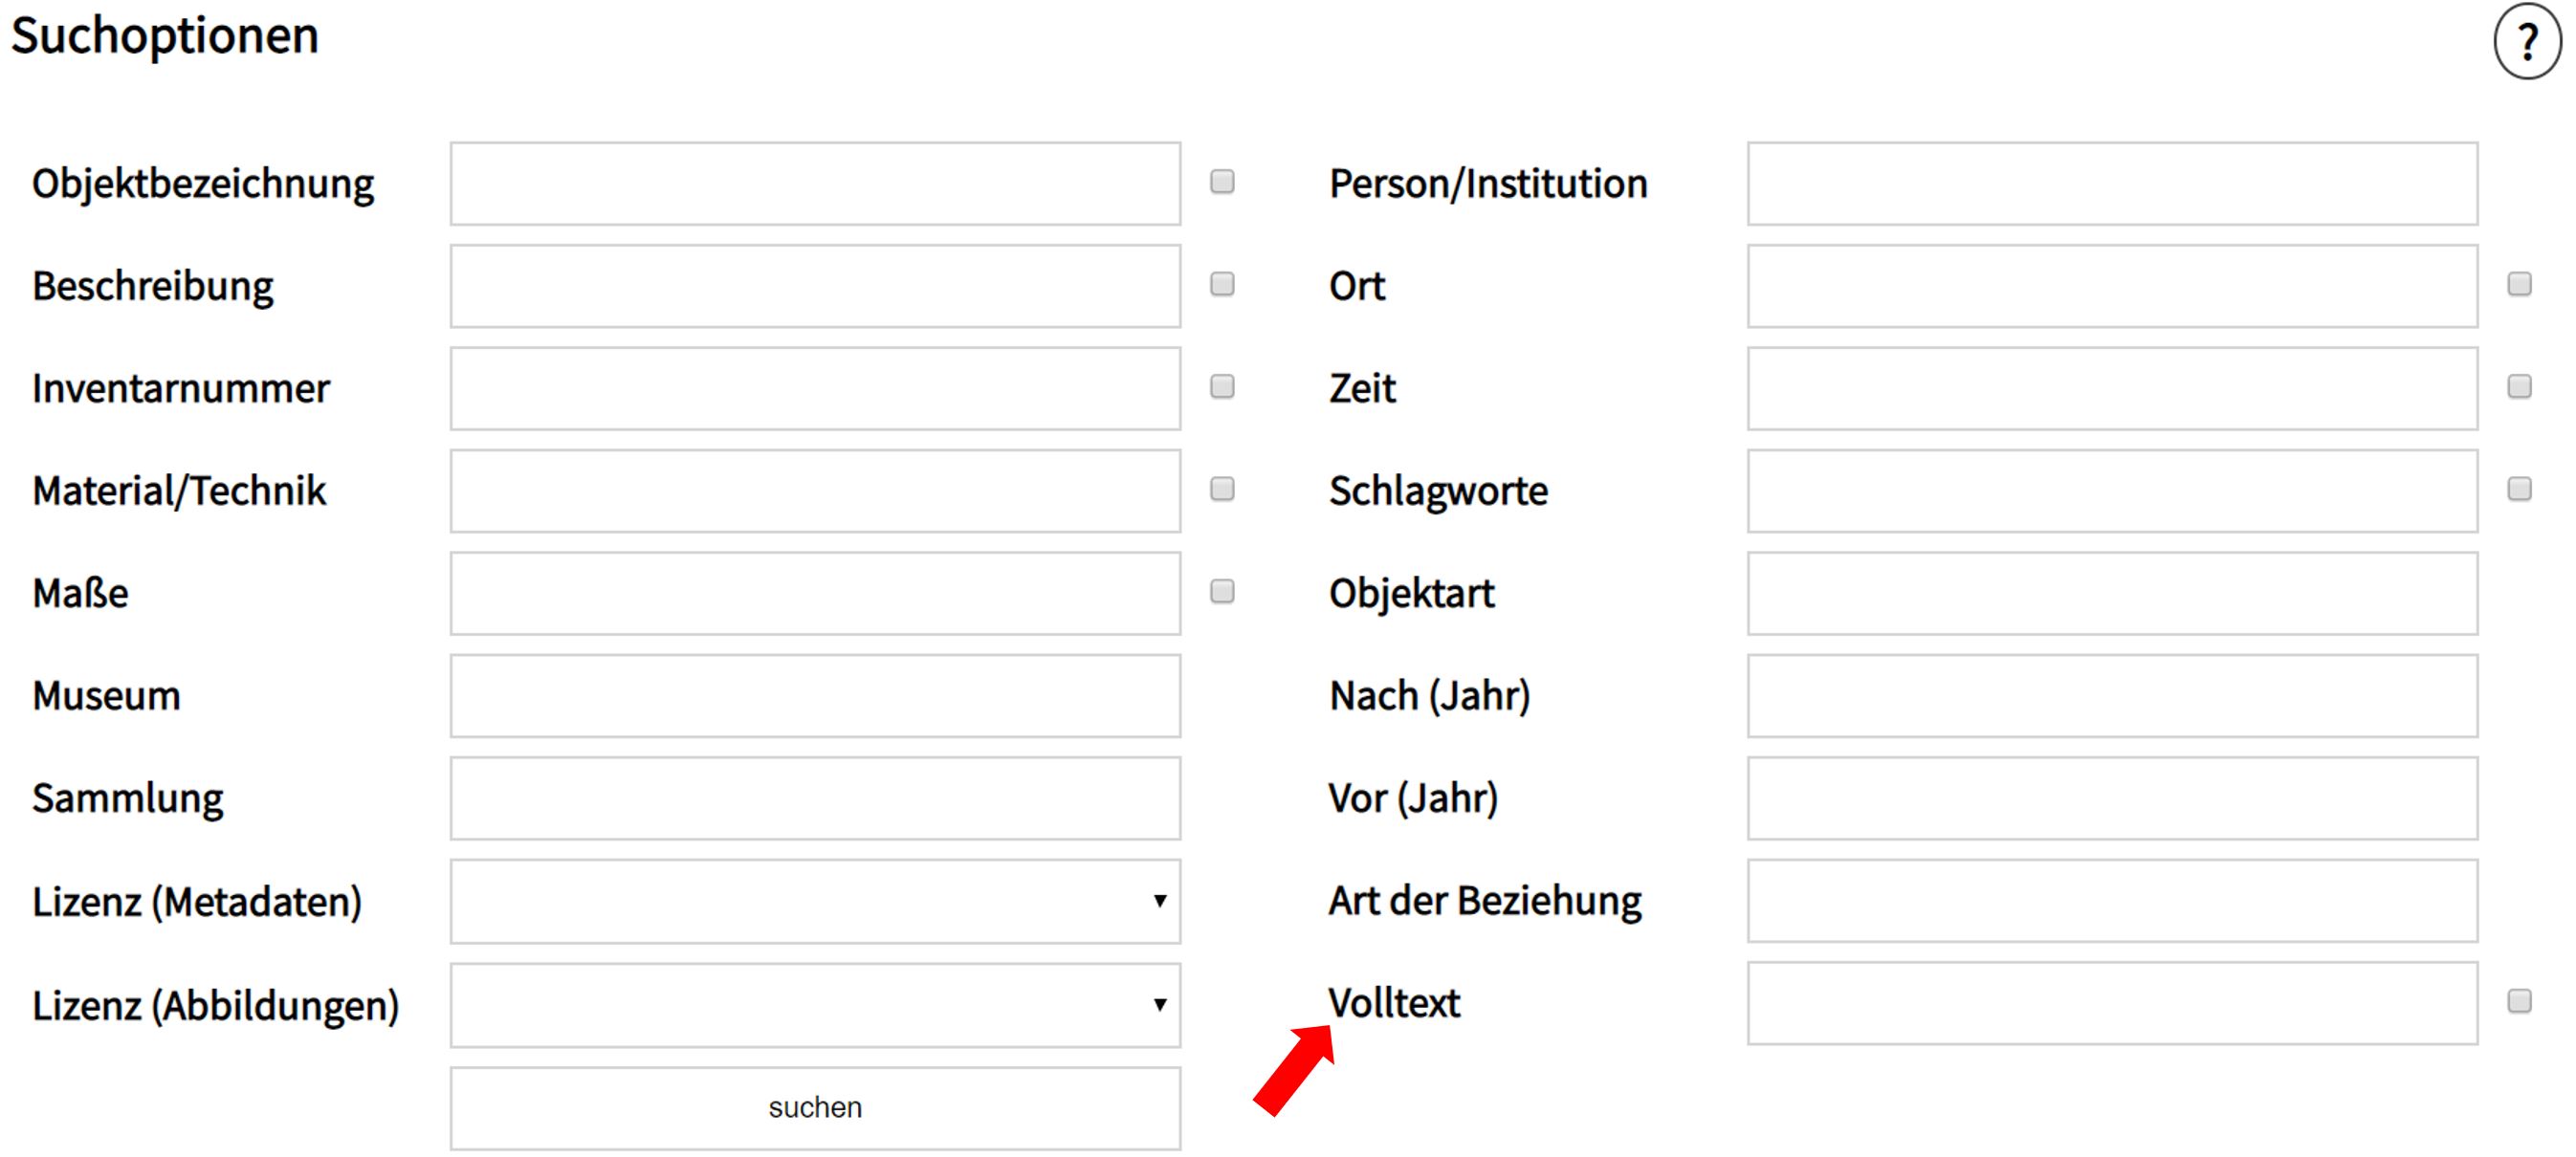 Suchoptionen
?
Objektbezeichnung
Person/Institution
Beschreibung
Ort
Inventarnummer
Zeit
Material/Technik
Schlagworte
Maße
Objektart
Museum
Nach (Jahr)
Sammlung
Vor (Jahr)
Lizenz (Metadaten)
Art der Beziehung
Lizenz (Abbildungen)
Volltext
suchen